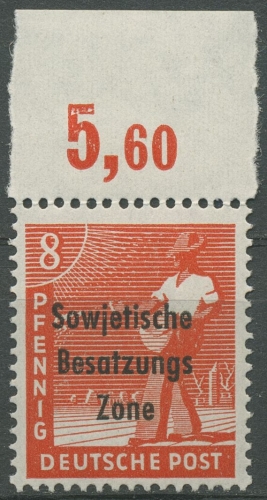 5,60
8
PFENNIG
Sowjetische
Besatzungs
Zone
DEUTSCHE POST